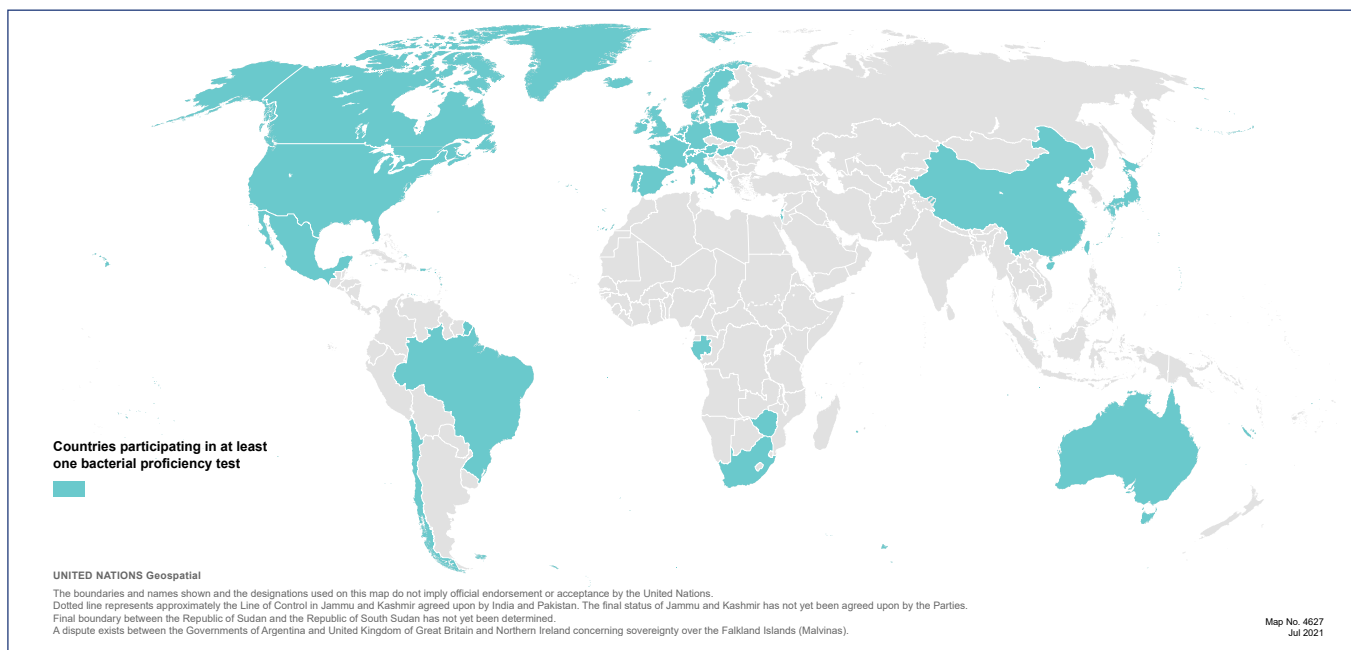 Countries participating in at least
one bacterial proficiency test
UNITED NATIONS Geospatial
The boundaries and names shown and the designations used on this map do not imply official endorsement or acceptance by the United Nations.
Dotted line represents approximately the Line of Control in Jammu and Kashmir agreed upon by India and Pakistan. The final status of Jammu and Kashmir has not yet been agreed upon by the Parties.
Final boundary between the Republic of Sudan and the Republic of South Sudan has not yet been determined.
A dispute exists between the Governments of Argentina and United Kingdom of Great Britain and Northern Ireland concerning sovereignty over the Falkland Islands (Malvinas).
Map No. 4627
Jul 2021